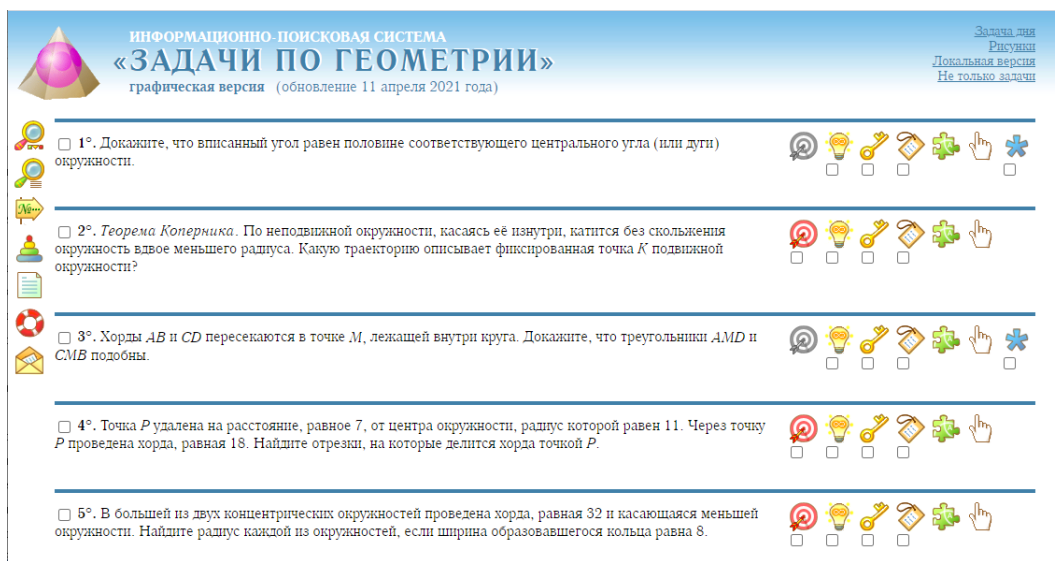 ИНФОРМАЦИОННО-ПОИСКОВАЯ СИСТЕМА
«ЗАДАЧИ ПО ГЕОМЕТРИИ»
графическая версия (обновление 11 апреля 2021 года)
Задача дня
Рисунки
Локальная версия
Не только задачи
1°. Докажите, что вписанный угол равен половине соответствующего центрального угла (или дуги)
окружности.
№
2°. Теорема Коперника. По неподвижной окружности, касаясь её изнутри, катится без скольжения
окружность вдвое меньшего радиуса. Какую траекторию описывает фиксированная точка K подвижной
окружности?
3°. Хорды AB и CD пересекаются в точке M, лежащей внутри круга. Докажите, что треугольники AMD и
CMB подобны.
4°. Точка P удалена на расстояние, равное 7, от центра окружности, радиус которой равен 11. Через точку
P проведена хорда, равная 18. Найдите отрезки, на которые делится хорда точкой P.
5°. В большей из двух концентрических окружностей проведена хорда, равная 32 и касающаяся меньшей
окружности. Найдите радиус каждой из окружностей, если ширина образовавшегося кольца равна 8.